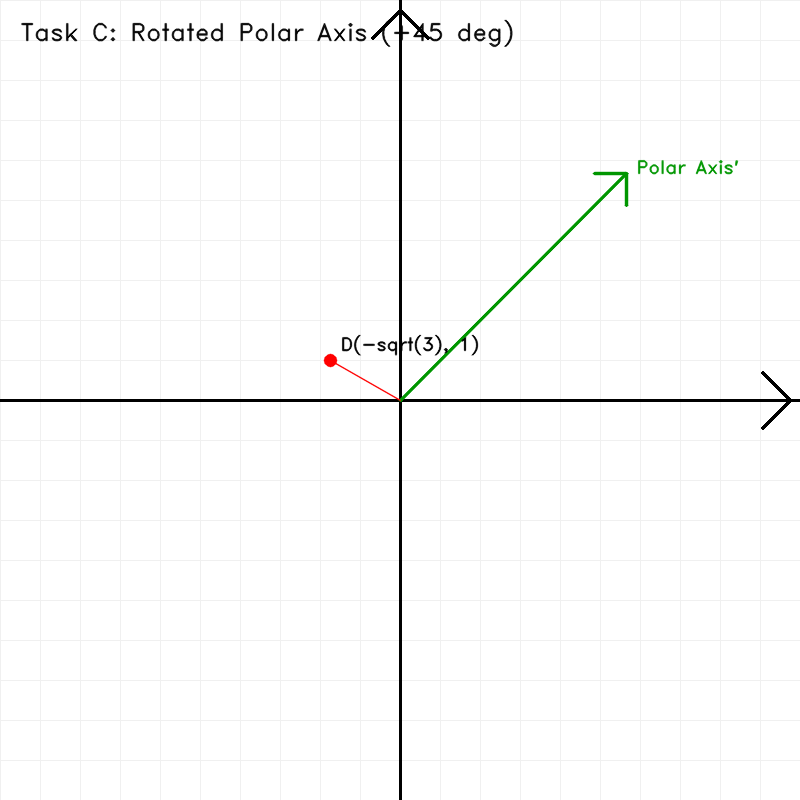 Task C: Rotated Polar Axis (+45 deg)
Polar Axis'
D(-sqrt(3), 1)